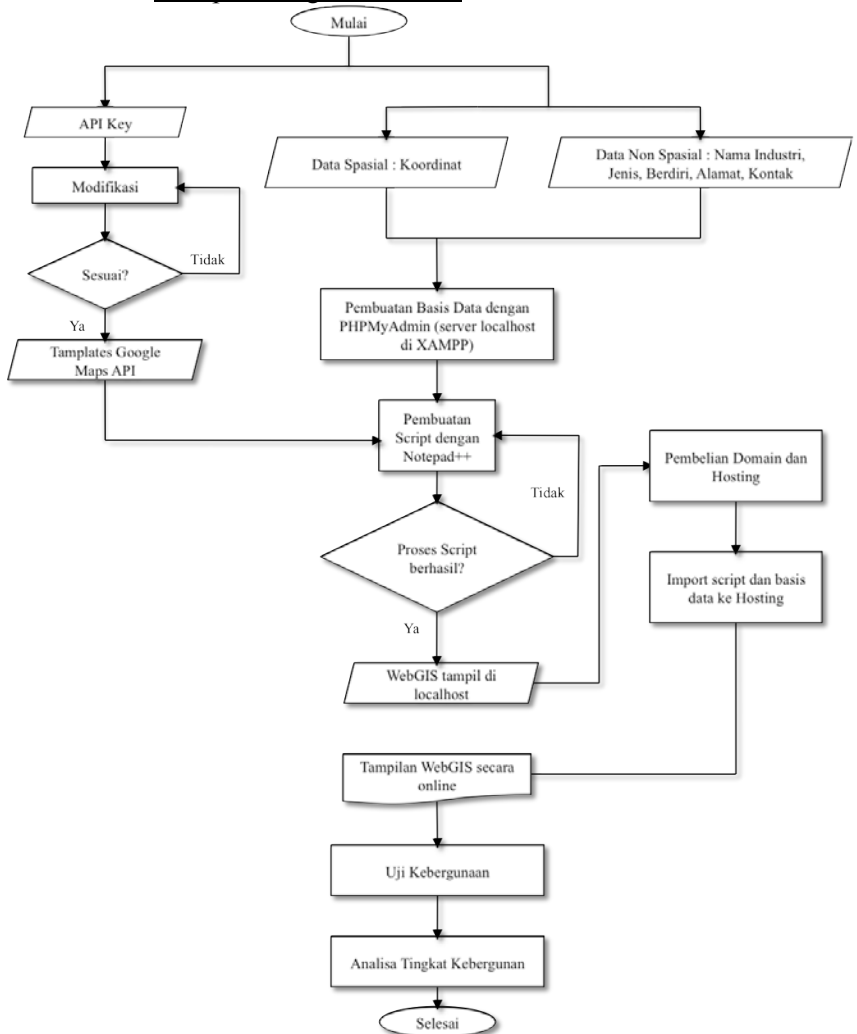 Mulai
API Key
Data Spasial : Koordinat
Data Non Spasial : Nama Industri,
Jenis, Berdiri, Alamat, Kontak
Modifikasi
Sesuai?
Tidak
Ya
Tamplates Google
Maps API
Pembuatan Basis Data dengan
PHPMyAdmin (server localhost
di XAMPP)
Pembuatan
Script dengan
Notepad++
Tidak
Proses Script
berhasil?
Ya
WebGIS tampil di
localhost
Pembelian Domain dan
Hosting
Import script dan basis
data ke Hosting
Tampilan WebGIS secara
online
Uji Kebergunaan
Analisa Tingkat Kebergunan
Selesai